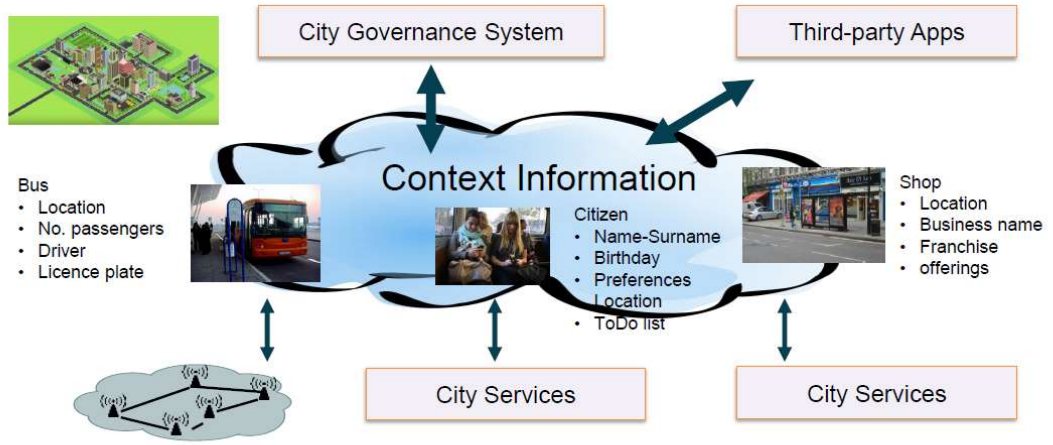 City Governance System
Third-party Apps
Context Information
Bus
• Location
• No. passengers
• Driver
• Licence plate
Citizen
• Name-Surname
• Birthday
• Preferences
Location
• ToDo list
Shop
• Location
• Business name
• Franchise
• offerings
City Services
City Services